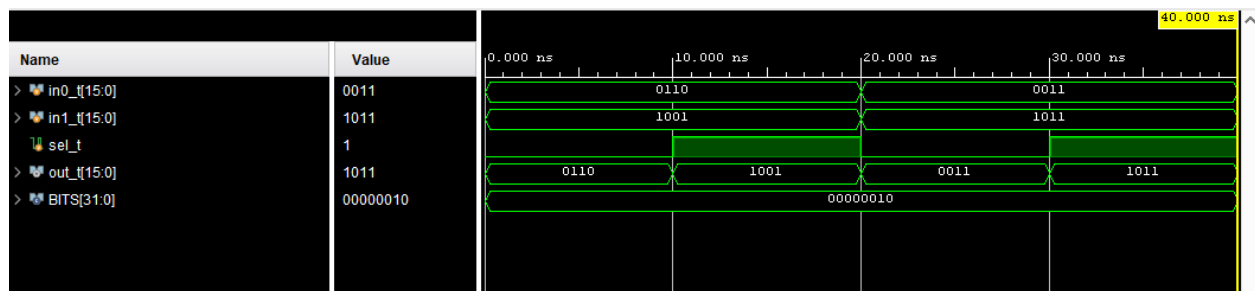 40.000 ns
Name Value 0.000 ns 10.000 ns 20.000 ns 30.000 ns
in0_t[15:0] 0011 0110 0011
in1_t[15:0] 1011 1001 1011
sel_t 1
out_t[15:0] 1011 0110 1001 0011 1011
BITS[31:0] 00000010 00000010